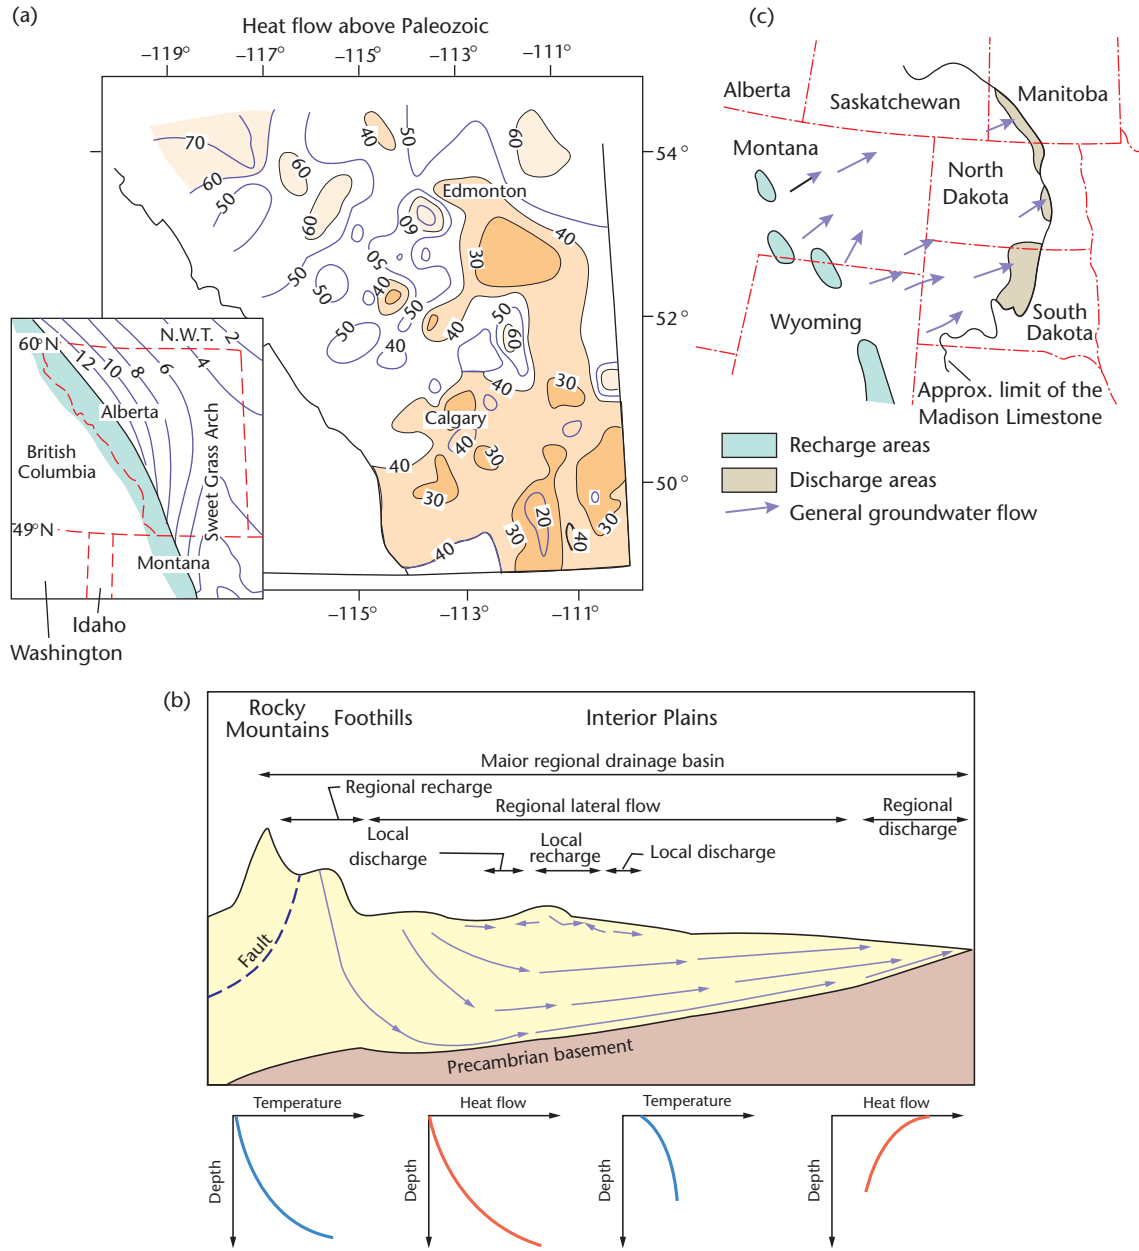 (a)
Heat flow above Paleozoic
–119°
–117°
–115°
–113°
–111°
70
60
50
60
60
40
50
60
Edmonton
54°
40
30
50
50
50
40
50
50
40
40
50
60
52°
40
30
Calgary
40
40
30
30
50°
20
30
40
30
40
–115°
–113°
–111°
60°N
N.W.T.
2
12
10
8
6
4
Alberta
British
Columbia
Sweet Grass Arch
49°N
Montana
Idaho
Washington
(c)
Alberta
Saskatchewan
Manitoba
Montana
North
Dakota
Wyoming
South
Dakota
Approx. limit of the
Madison Limestone
Recharge areas
Discharge areas
General groundwater flow
(b)
Rocky
Mountains
Foothills
Interior Plains
Major regional drainage basin
Regional recharge
Regional lateral flow
Regional
discharge
Local
discharge
Local
recharge
Local discharge
Fault
Precambrian basement
Temperature
Depth
Heat flow
Depth
Temperature
Depth
Heat flow
Depth